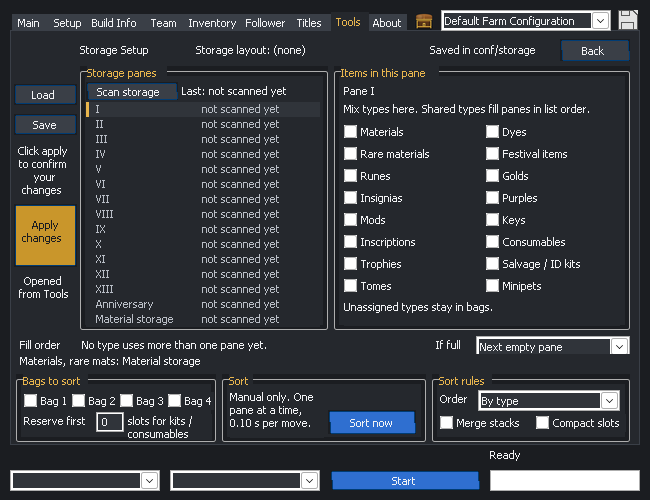 Main Setup Build Info Team Inventory Follower Titles Tools About Default Farm Configuration
Storage Setup Storage layout: (none) Saved in conf/storage Back
Storage panes
Scan storage Last: not scanned yet
I not scanned yet
II not scanned yet
III not scanned yet
IV not scanned yet
V not scanned yet
VI not scanned yet
VII not scanned yet
VIII not scanned yet
IX not scanned yet
X not scanned yet
XI not scanned yet
XII not scanned yet
XIII not scanned yet
Anniversary not scanned yet
Material storage not scanned yet
Load
Save
Click apply
to confirm
your
changes
Apply
changes
Opened
from Tools
Items in this pane
Pane I
Mix types here. Shared types fill panes in list order.
Materials Dyes
Rare materials Festival items
Runes Golds
Insignias Purples
Mods Keys
Inscriptions Consumables
Trophies Salvage / ID kits
Tomes Minipets
Unassigned types stay in bags.
Fill order No type uses more than one pane yet. If full Next empty pane
Materials, rare mats: Material storage
Bags to sort
Bag 1 Bag 2 Bag 3 Bag 4
Reserve first 0 slots for kits /
consumables
Sort
Manual only. One
pane at a time,
0.10 s per move.
Sort now
Sort rules
Order By type
Merge stacks Compact slots
Ready
Start